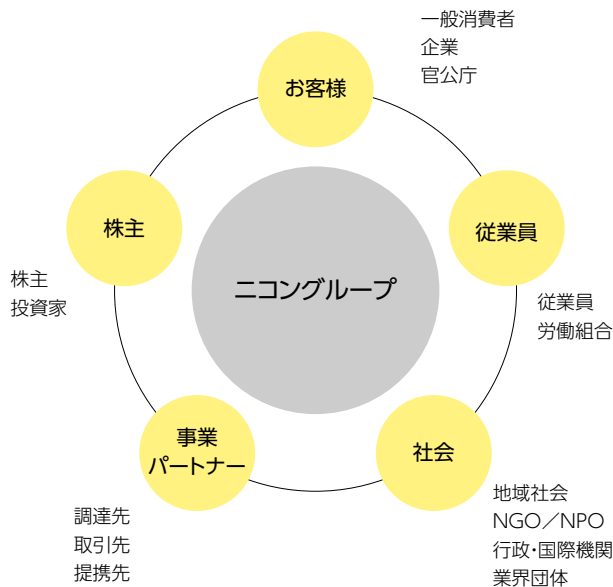 一般消費者
企業
官公庁
お客様
株主
従業員
ニコングループ
株主
投資家
従業員
労働組合
事業
パートナー
社会
調達先
取引先
提携先
地域社会
NGO／NPO
行政・国際機関
業界団体